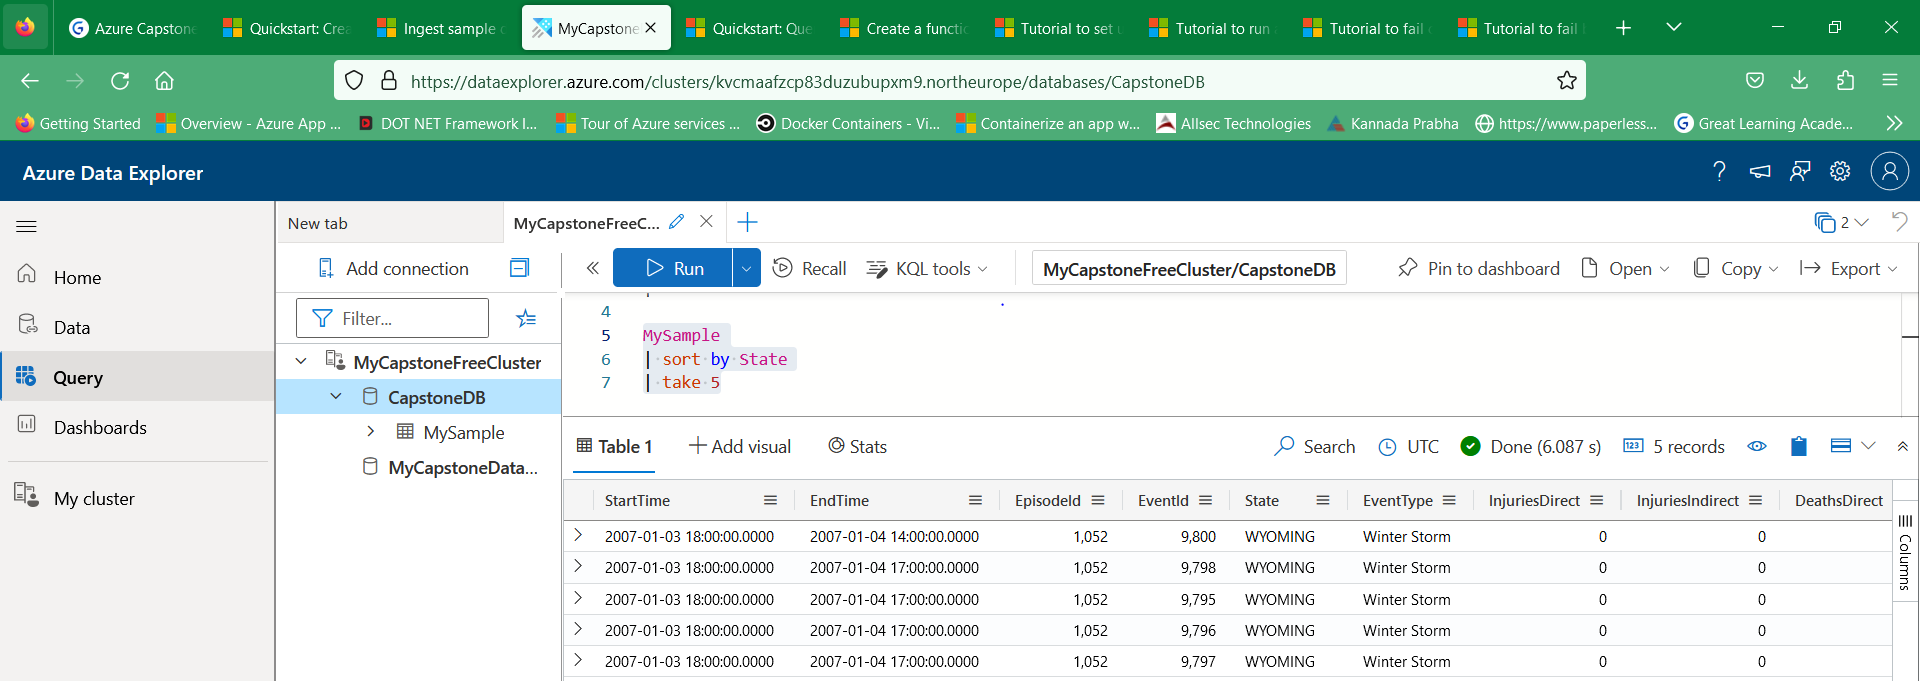 Azure Capstone
Quickstart: Crea
Ingest sample d
MyCapstone
Quickstart: Que
Create a functio
Tutorial to set u
Tutorial to run
Tutorial to fail
Tutorial to fail
https://dataexplorer.azure.com/clusters/kvcmaafzcp83duzubupxm9.northeurope/databases/CapstoneDB
Getting Started
Overview - Azure App ...
DOT NET Framework I...
Tour of Azure services ...
Docker Containers - Vi...
Containerize an app w...
Allsec Technologies
Kannada Prabha
https://www.paperless...
Great Learning Acade...
Azure Data Explorer
New tab
MyCapstoneFreeC...
2
Home
Data
Query
Dashboards
My cluster
Add connection
Filter...
MyCapstoneFreeCluster
CapstoneDB
MySample
MyCapstoneData...
Run
Recall
KQL tools
MyCapstoneFreeCluster/CapstoneDB
Pin to dashboard
Open
Copy
Export
4
5 MySample
6 | sort by State
7 | take 5
Table 1
Add visual
Stats
Search
UTC
Done (6.087 s)
123 5 records
StartTime EndTime EpisodeId EventId State EventType InjuriesDirect InjuriesIndirect DeathsDirect
2007-01-03 18:00:00.0000 2007-01-04 14:00:00.0000 1,052 9,800 WYOMING Winter Storm 0 0
2007-01-03 18:00:00.0000 2007-01-04 17:00:00.0000 1,052 9,798 WYOMING Winter Storm 0 0
2007-01-03 18:00:00.0000 2007-01-04 17:00:00.0000 1,052 9,795 WYOMING Winter Storm 0 0
2007-01-03 18:00:00.0000 2007-01-04 17:00:00.0000 1,052 9,796 WYOMING Winter Storm 0 0
2007-01-03 18:00:00.0000 2007-01-04 17:00:00.0000 1,052 9,797 WYOMING Winter Storm 0 0
Columns